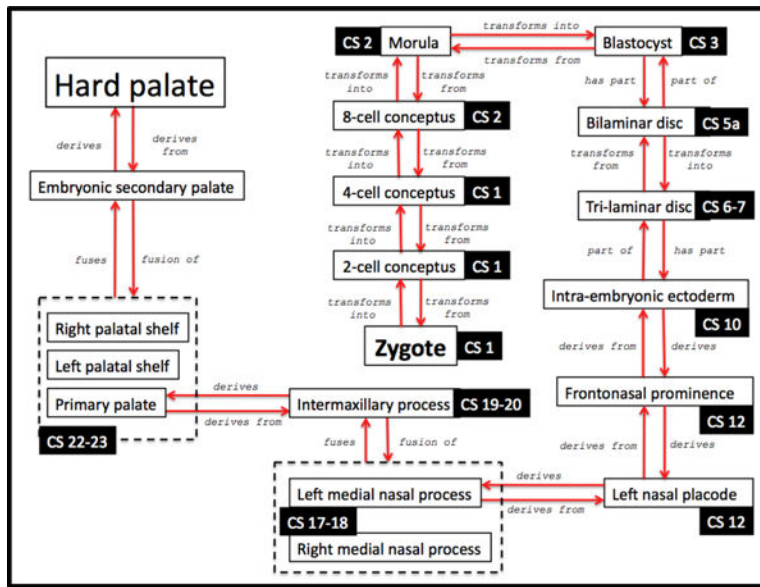 transforms into
CS 2
Morula
Blastocyst
CS 3
transforms from
Hard palate
transforms
into
transforms
from
has part
part of
8-cell conceptus
CS 2
Bilaminar disc
CS 5a
derives
derives
from
transforms
into
transforms
from
transforms
from
transforms
into
Embryonic secondary palate
4-cell conceptus
CS 1
Tri-laminar disc
CS 6-7
transforms
into
transforms
from
part of
has part
fuses
fusion of
2-cell conceptus
CS 1
Intra-embryonic ectoderm
CS 10
transforms
into
transforms
from
Right palatal shelf
Left palatal shelf
Zygote
CS 1
derives
from
derives
Primary palate
derives
derives from
CS 22-23
Intermaxillary process
CS 19-20
Frontonasal prominence
CS 12
fuses
fusion of
derives
from
derives
Left medial nasal process
CS 17-18
Right medial nasal process
derives
derives from
Left nasal placode
CS 12